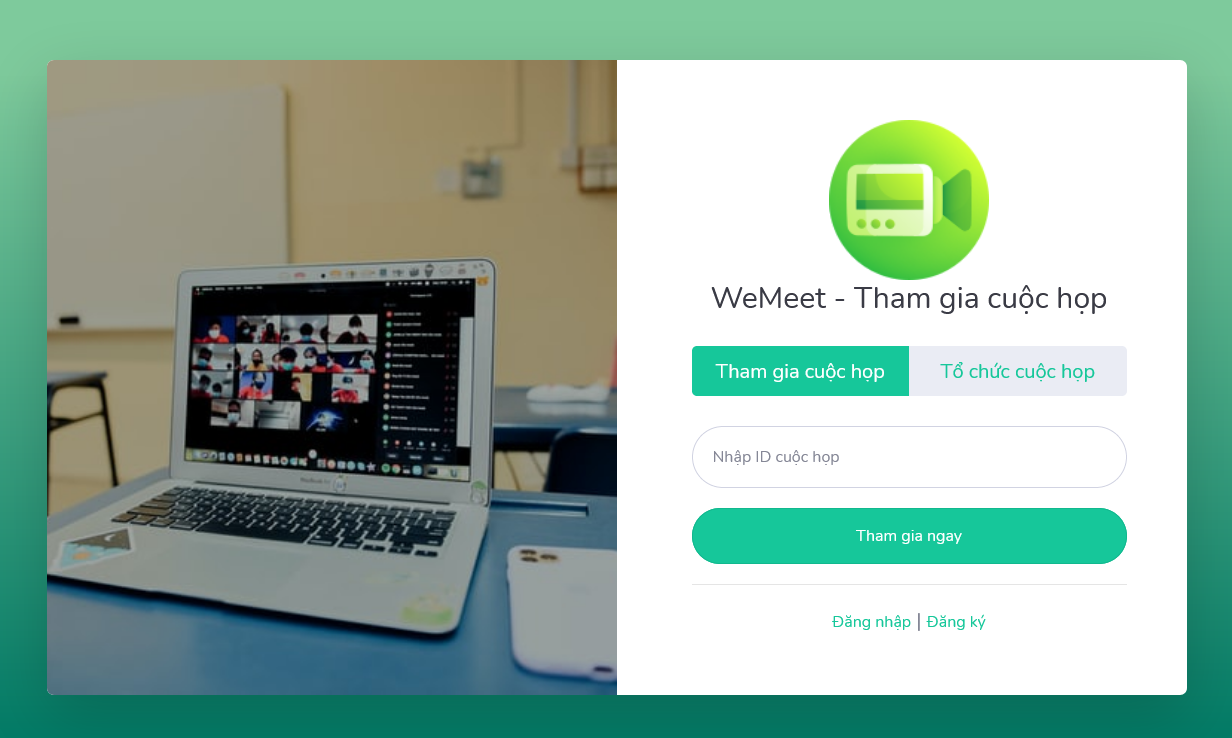 WeMeet - Tham gia cuộc họp
Tham gia cuộc họp
Tổ chức cuộc họp
Nhập ID cuộc họp
Tham gia ngay
Đăng nhập | Đăng ký